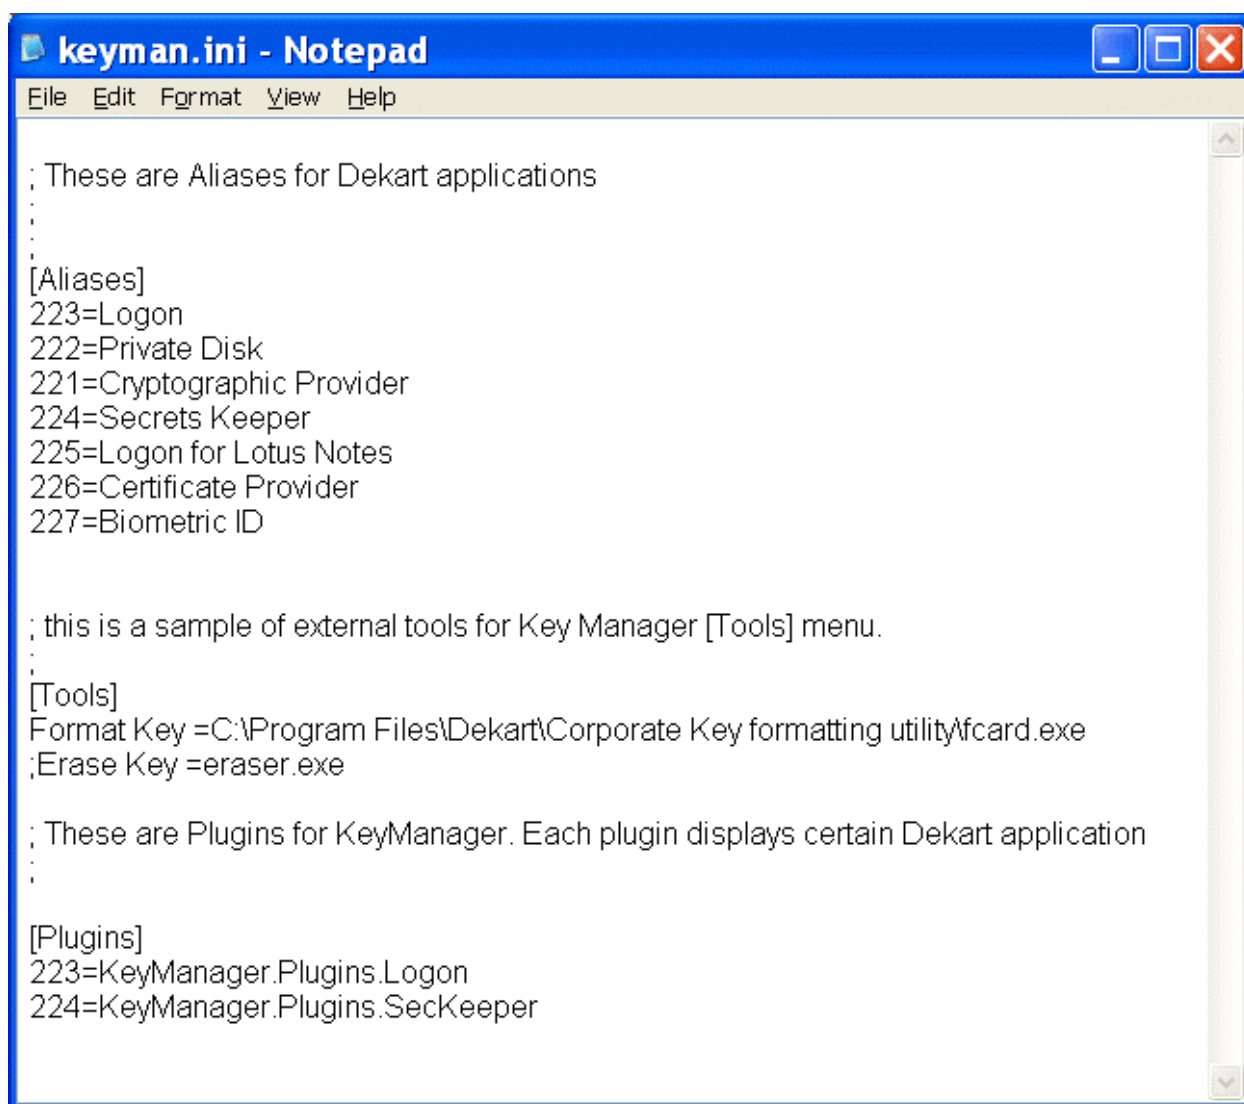 keyman.ini - Notepad
File Edit Format View Help
; These are Aliases for Dekart applications
;
;
[Aliases]
223=Logon
222=Private Disk
221=Cryptographic Provider
224=Secrets Keeper
225=Logon for Lotus Notes
226=Certificate Provider
227=Biometric ID
; this is a sample of external tools for Key Manager [Tools] menu.
;
[Tools]
Format Key =C:\Program Files\Dekart\Corporate Key formatting utility\fcard.exe
;Erase Key =eraser.exe
; These are Plugins for KeyManager. Each plugin displays certain Dekart application
;
[Plugins]
223=KeyManager.Plugins.Logon
224=KeyManager.Plugins.SecKeeper